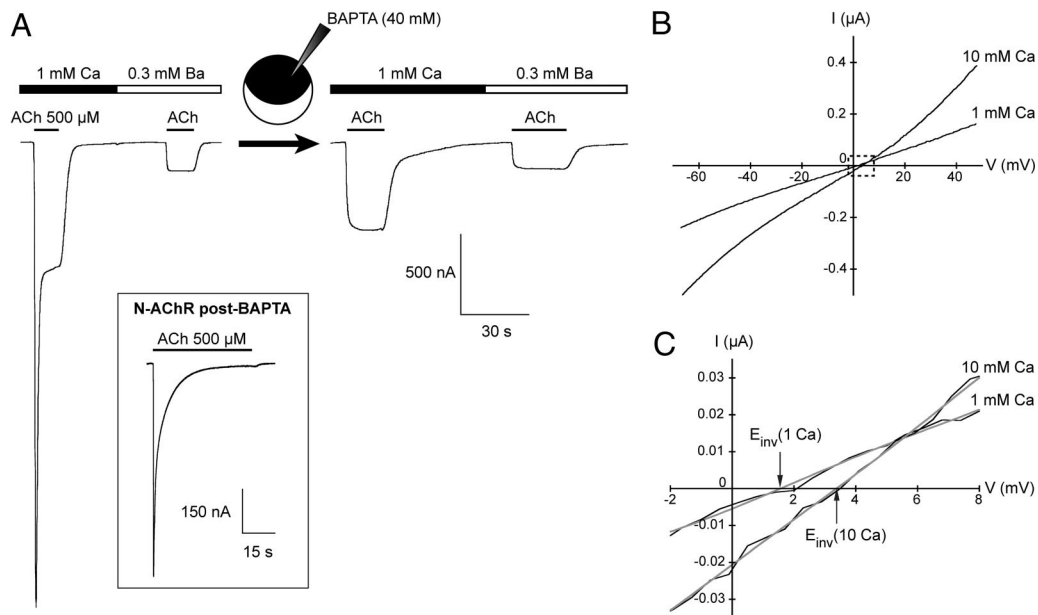 A
BAPTA (40 mM)
1 mM Ca
0.3 mM Ba
1 mM Ca
0.3 mM Ba
ACh 500 µM
ACh
ACh
ACh
500 nA
30 s
N-AChR post-BAPTA
ACh 500 µM
150 nA
15 s
B
I (µA)
10 mM Ca
1 mM Ca
0.4
0.2
0
V (mV)
-60
-40
-20
20
40
-0.2
-0.4
C
I (µA)
10 mM Ca
1 mM Ca
0.03
0.02
0.01
Einv(1 Ca)
0
V (mV)
-2
2
4
6
8
-0.01
Einv(10 Ca)
-0.02
-0.03